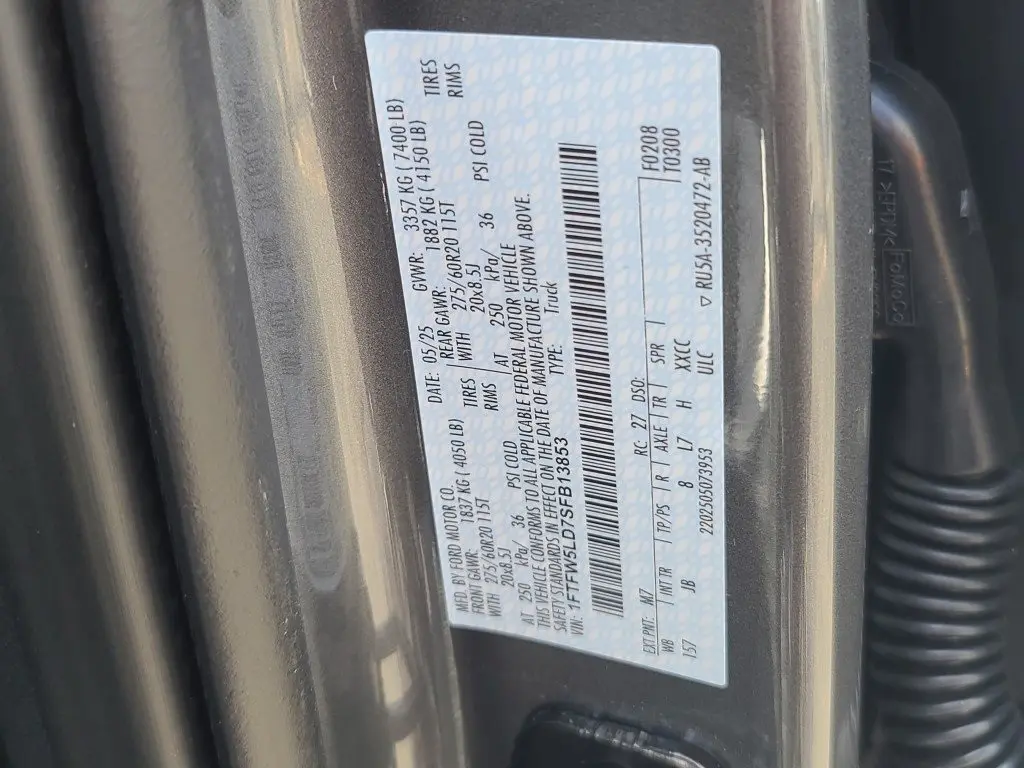 MFD. BY FORD MOTOR CO. DATE: 05/25 GVWR: 3357 KG ( 7400 LB)
FRONT GAWR: 1837 KG ( 4050 LB) REAR GAWR: 1882 KG ( 4150 LB)
WITH 275/60R20 115T TIRES WITH 275/60R20 115T TIRES
20x8.5J RIMS 20x8.5J RIMS
AT 250 kPa/ 36 PSI COLD AT 250 kPa/ 36 PSI COLD
THIS VEHICLE CONFORMS TO ALL APPLICABLE FEDERAL MOTOR VEHICLE
SAFETY STANDARDS IN EFFECT ON THE DATE OF MANUFACTURE SHOWN ABOVE.
VIN: 1FTFW5LD7SFB13853 TYPE: Truck
EXT PNT: M7 RC: 27 DSO: F0208
WB INT TR TP/PS R AXLE TR SPR T0300
157 JB 8 L7 H XXCC
2202505073953 ULC ▽ RU5A-3520472-AB
FoMoCo